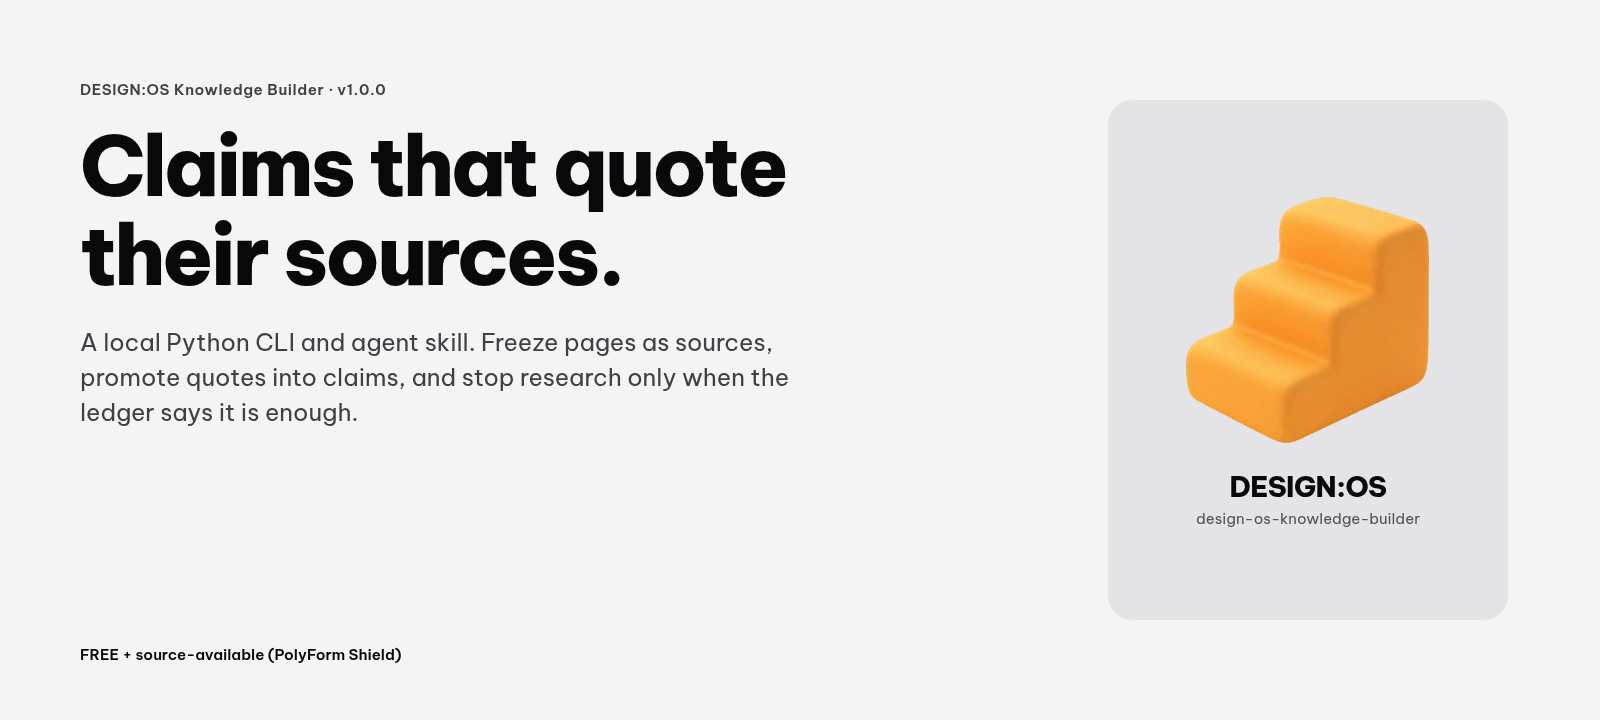 DESIGN:OS Knowledge Builder · v1.0.0
Claims that quote
their sources.
A local Python CLI and agent skill. Freeze pages as sources,
promote quotes into claims, and stop research only when the
ledger says it is enough.
FREE + source-available (PolyForm Shield)
DESIGN:OS
design-os-knowledge-builder